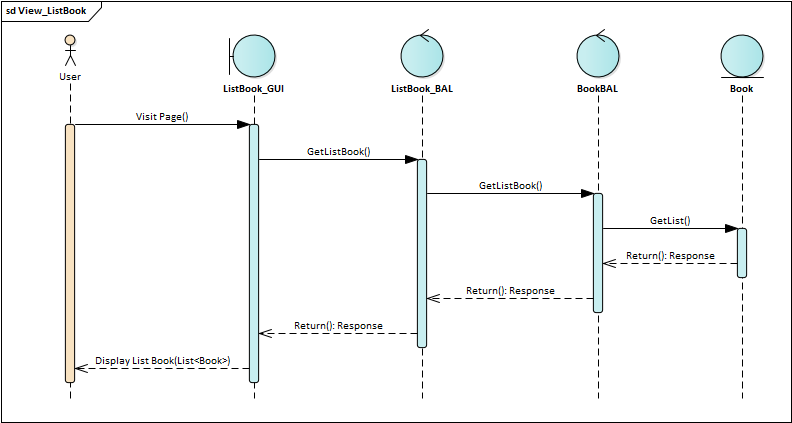 sd View_ListBook
User
ListBook_GUI
ListBook_BAL
BookBAL
Book
Visit Page()
GetListBook()
GetListBook()
GetList()
Return(): Response
Return(): Response
Return(): Response
Display List Book(List<Book>)